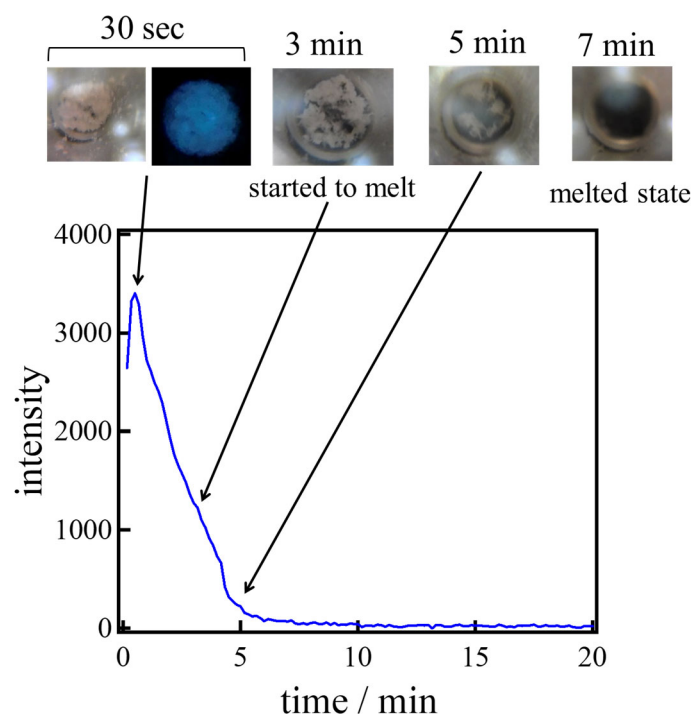 30 sec
3 min
5 min
7 min
started to melt
melted state
4000
3000
2000
1000
0
intensity
0
5
10
15
20
time / min